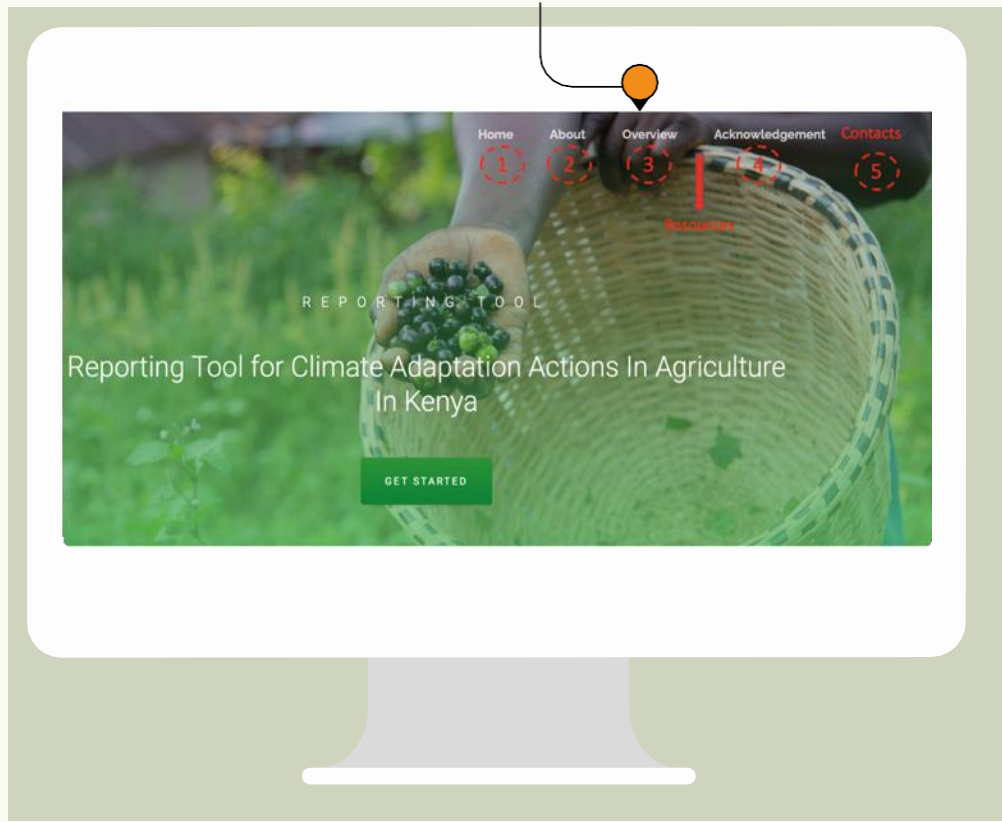 Home About Overview Acknowledgement Contacts
1 2 3 4 5
Resources
REPORTING TOOL
Reporting Tool for Climate Adaptation Actions In Agriculture
In Kenya
GET STARTED